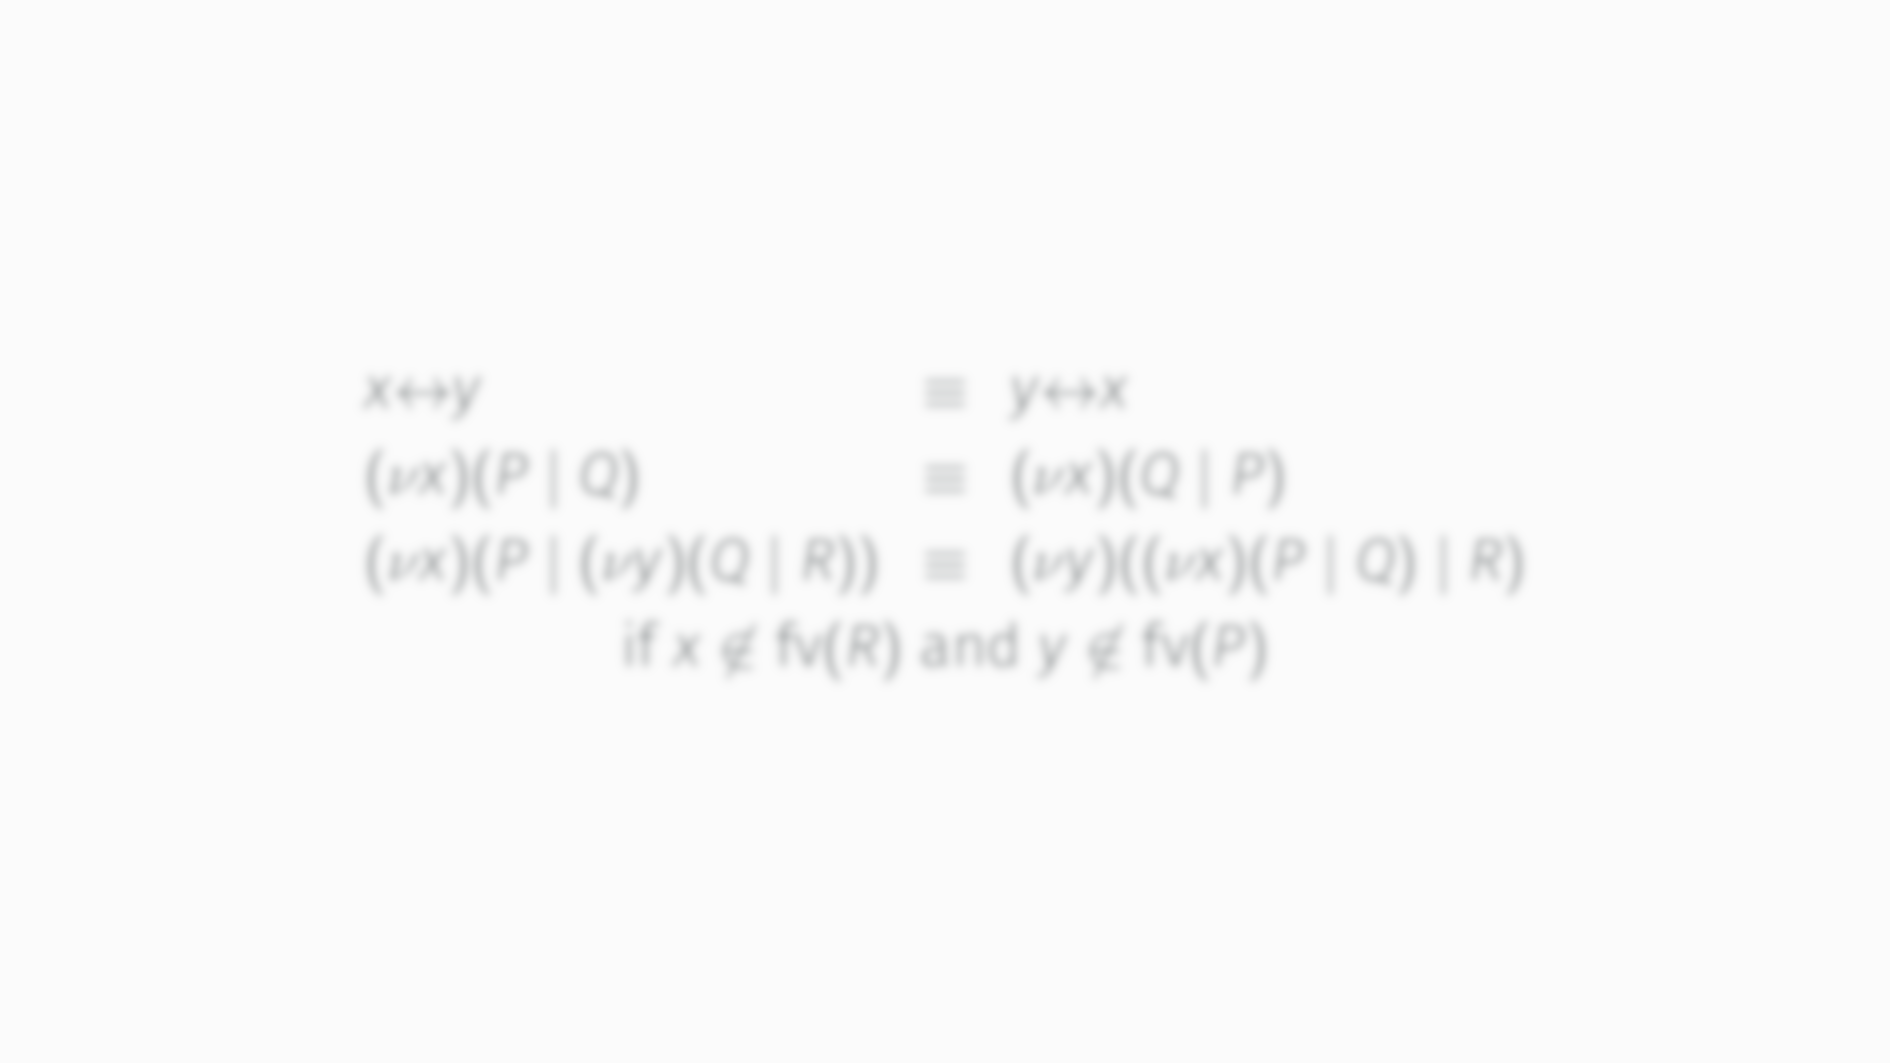 x↔y ≡ y↔x
(νx)(P | Q) ≡ (νx)(Q | P)
(νx)(P | (νy)(Q | R)) ≡ (νy)((νx)(P | Q) | R)
if x ∉ fv(R) and y ∉ fv(P)